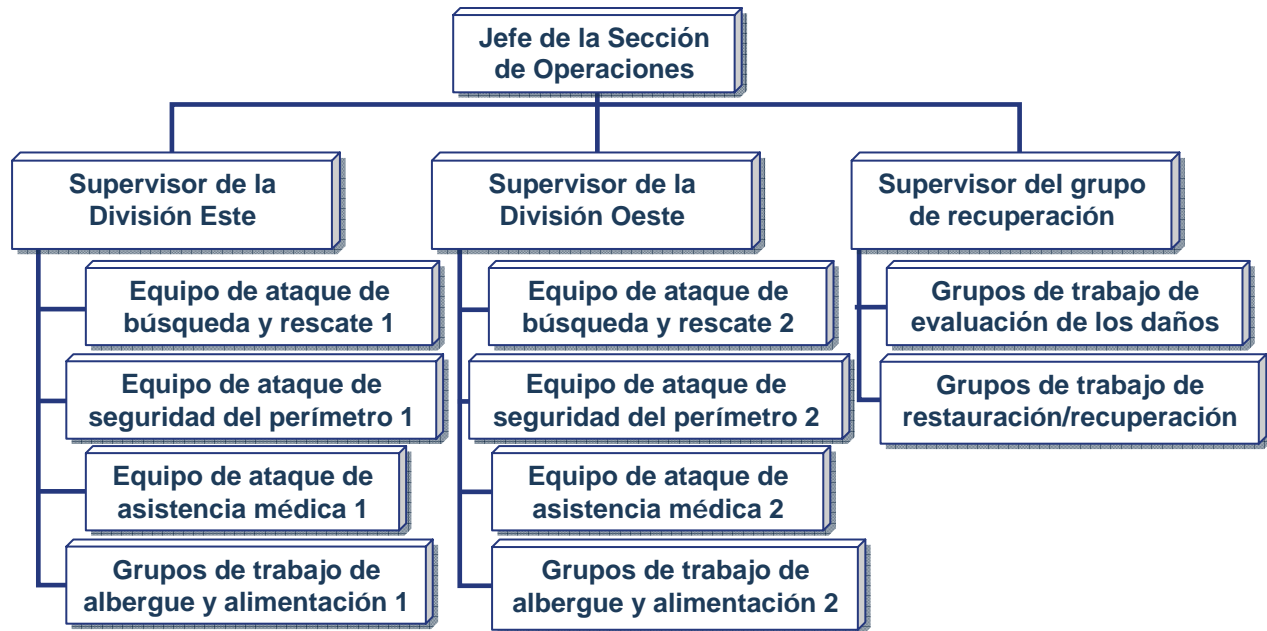 Jefe de la Sección
de Operaciones
Supervisor de la
División Este
Equipo de ataque de
búsqueda y rescate 1
Equipo de ataque de
seguridad del perímetro 1
Equipo de ataque de
asistencia médica 1
Grupos de trabajo de
albergue y alimentación 1
Supervisor de la
División Oeste
Equipo de ataque de
búsqueda y rescate 2
Equipo de ataque de
seguridad del perímetro 2
Equipo de ataque de
asistencia médica 2
Grupos de trabajo de
albergue y alimentación 2
Supervisor del grupo
de recuperación
Grupos de trabajo de
evaluación de los daños
Grupos de trabajo de
restauración/recuperación